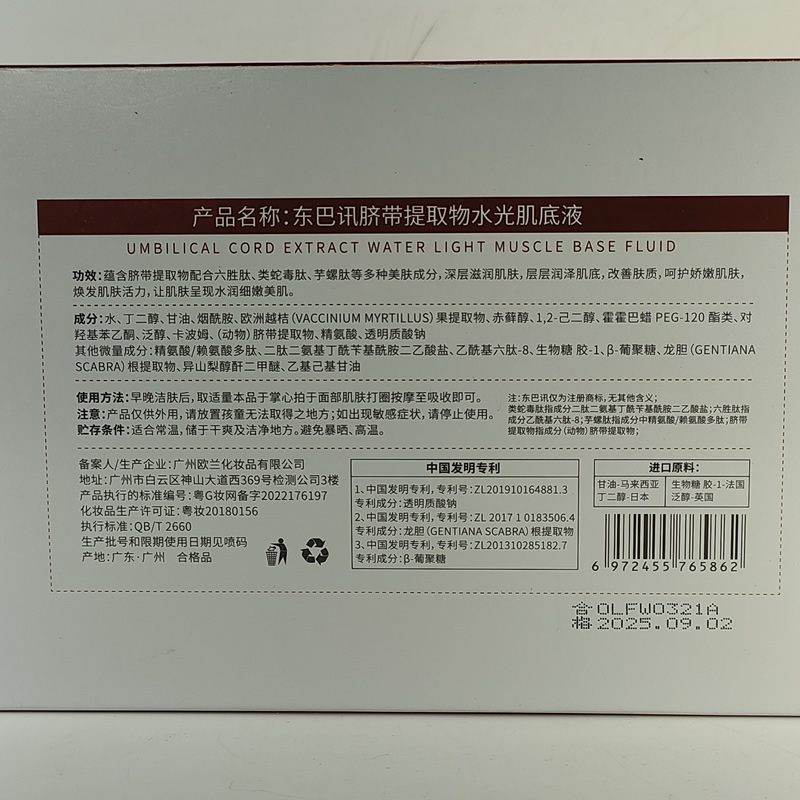 产品名称：东巴讯脐带提取物水光肌底液
UMBILICAL CORD EXTRACT WATER LIGHT MUSCLE BASE FLUID
功效：蕴含脐带提取物配合六胜肽、类蛇毒肽、芋螺肽等多种美肤成分，深层滋润肌肤，层层润泽肌底，改善肤质，呵护娇嫩肌肤，
焕发肌肤活力，让肌肤呈现水润细嫩美肌。
成分：水、丁二醇、甘油、烟酰胺、欧洲越桔（VACCINIUM MYRTILLUS）果提取物、赤藓醇、1,2-己二醇、霍霍巴蜡 PEG-120 酯类、对
羟基苯乙酮、泛醇、卡波姆、（动物）脐带提取物、精氨酸、透明质酸钠
其他微量成分：精氨酸/赖氨酸多肽、二肽二氨基丁酰苄基酰胺二乙酸盐、乙酰基六肽-8、生物糖 胶-1、β-葡聚糖、龙胆（GENTIANA
SCABRA）根提取物、异山梨醇酐二甲醚、乙基己基甘油
使用方法：早晚洁肤后，取适量本品于掌心拍于面部肌肤打圈按摩至吸收即可。
注意：产品仅供外用，请放置孩童无法取得之地方；如出现敏感症状，请停止使用。
贮存条件：适合常温，储于干爽及洁净地方。避免暴晒、高温。
注：东巴讯仅为注册商标，无其他含义；
类蛇毒肽指成分二肽二氨基丁酰苄基酰胺二乙酸盐；六胜肽指
成分乙酰基六肽-8；芋螺肽指成分中精氨酸/赖氨酸多肽；脐带
提取物指成分（动物）脐带提取物；
备案人/生产企业：广州欧兰化妆品有限公司
地址：广州市白云区神山大道西369号检测公司3楼
产品执行的标准编号：粤G妆网备字2022176197
化妆品生产许可证：粤妆20180156
执行标准：QB/T 2660
生产批号和限期使用日期见喷码
产地：广东·广州 合格品
中国发明专利
1、中国发明专利，专利号：ZL201910164881.3
专利成分：透明质酸钠
2、中国发明专利，专利号：ZL 2017 1 0183506.4
专利成分：龙胆（GENTIANA SCABRA）根提取物
3、中国发明专利，专利号：ZL201310285182.7
专利成分：β-葡聚糖
进口原料：
甘油-马来西亚 生物糖 胶-1-法国
丁二醇-日本 泛醇-英国
6 972455 765862
合 OLFW0321A
格 2025.09.02